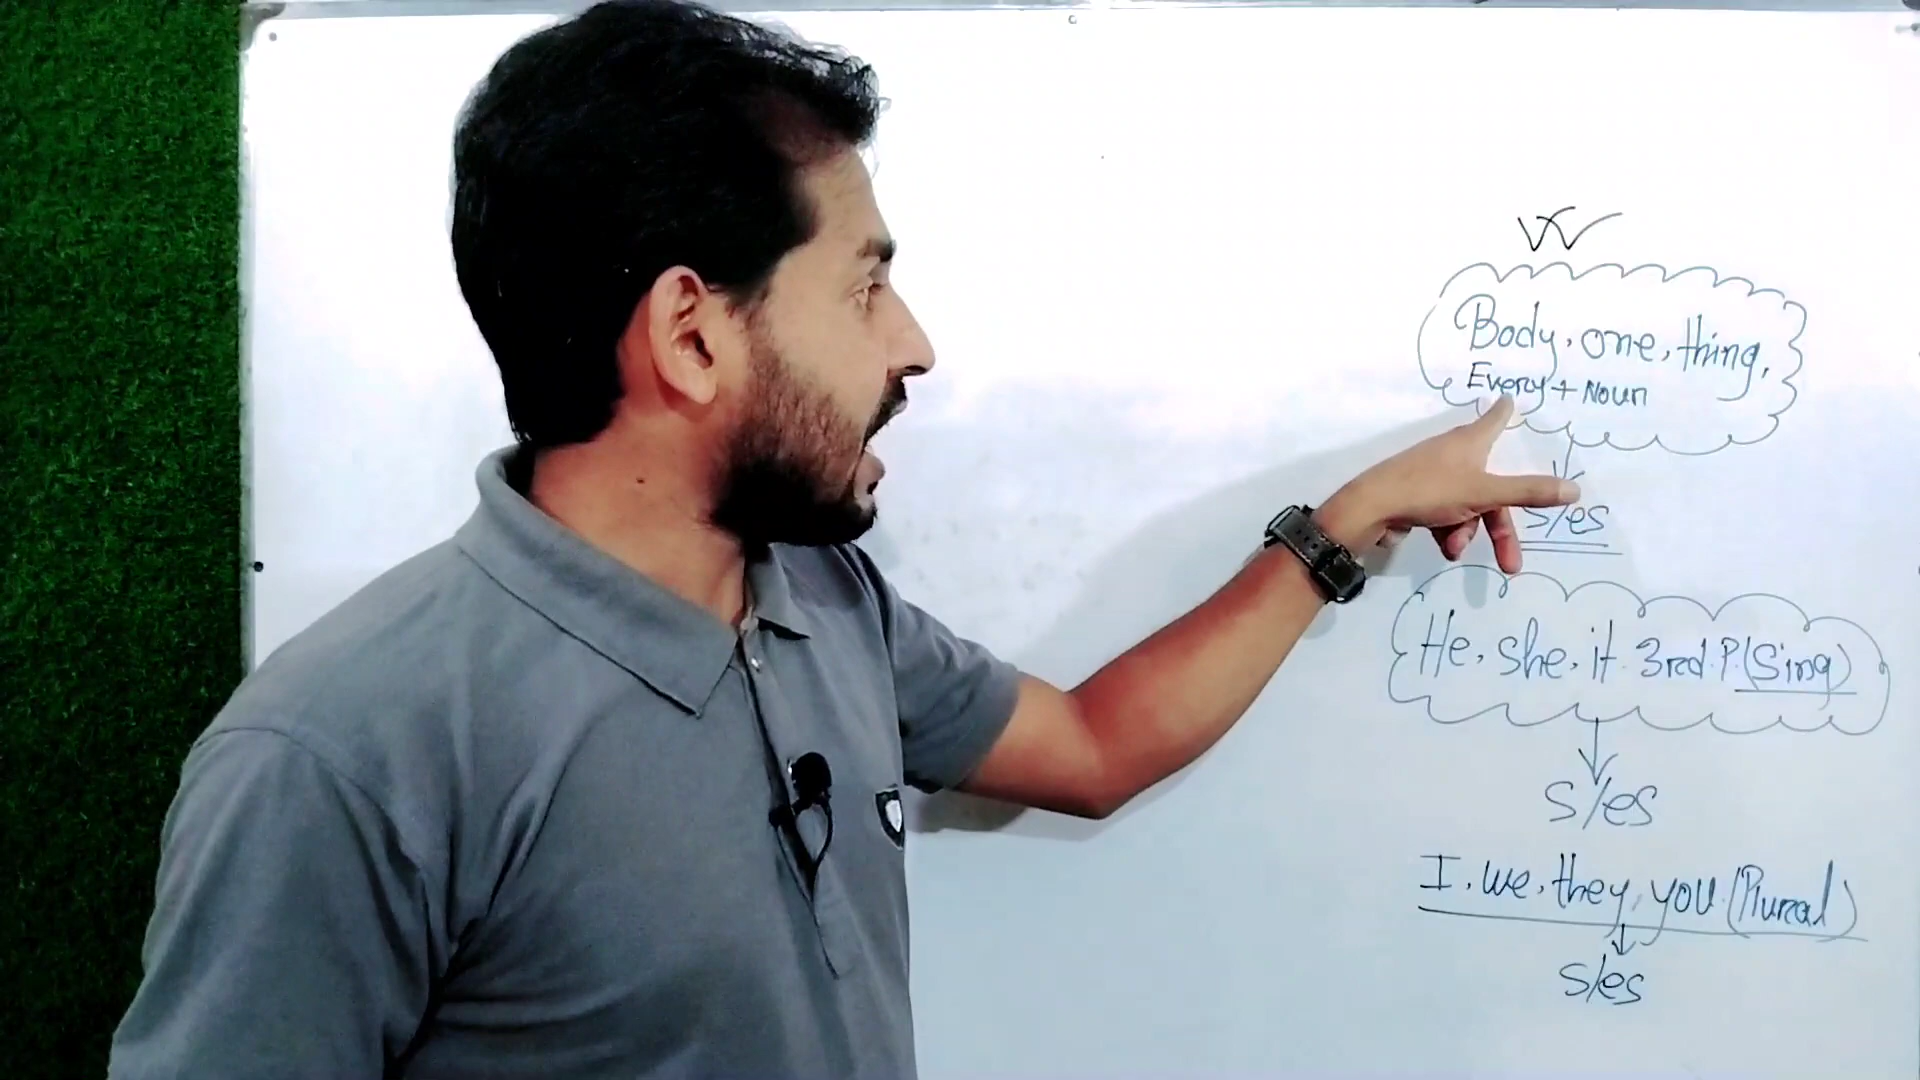 Body, one, thing,
Every + Noun
s/es
He, she, it 3rd P. (Sing)
s/es
I, we, they, you (Plural)
s/es